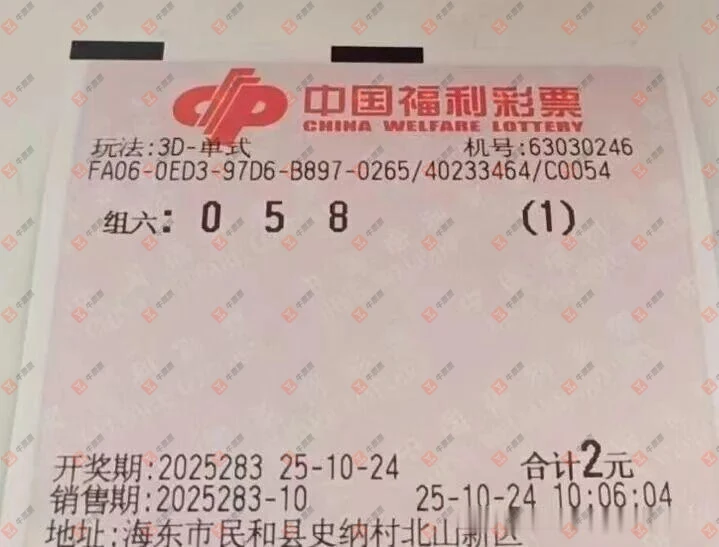 中国福利彩票
CHINA WELFARE LOTTERY
玩法:3D-单式 机号:63030246
FA06-0ED3-97D6-B897-0265/40233464/C0054
组六: 0 5 8 (1)
开奖期:2025283 25-10-24 合计2元
销售期:2025283-10 25-10-24 10:06:04
地址:海东市民和县史纳村北山新区